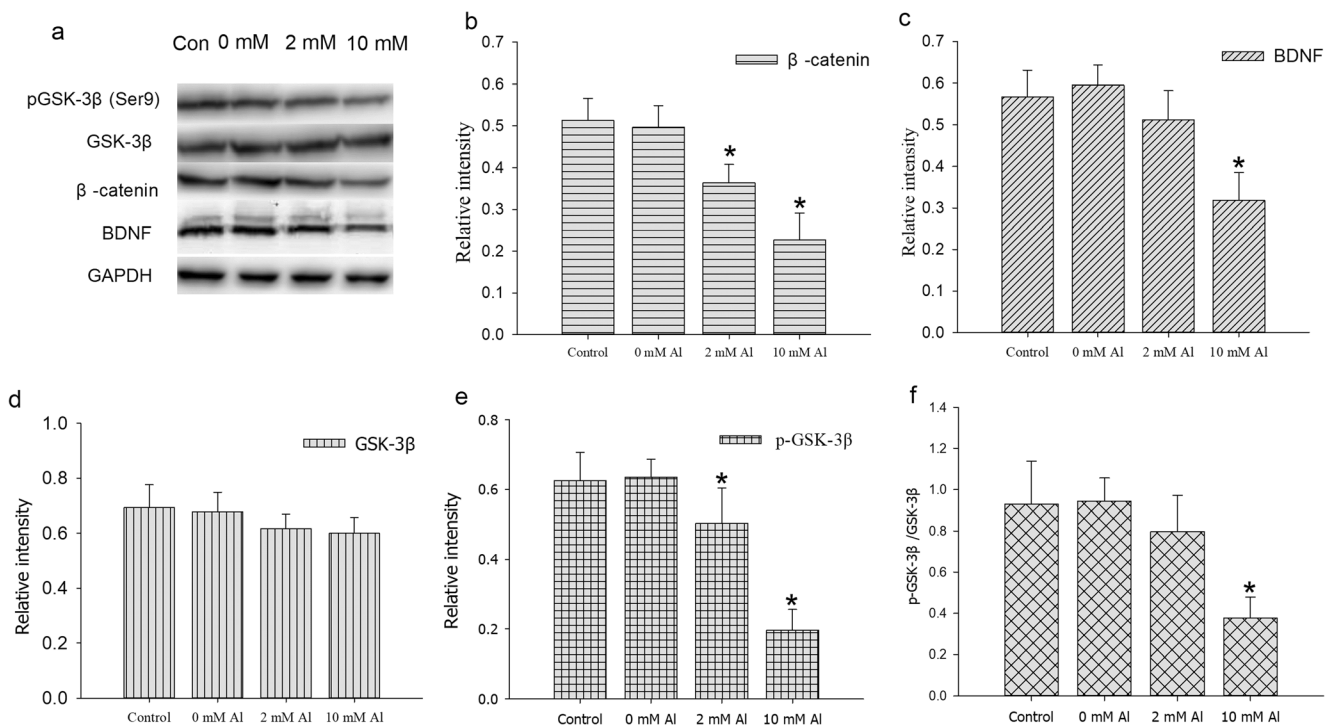 a
Con 0 mM 2 mM 10 mM
pGSK-3β (Ser9)
GSK-3β
β -catenin
BDNF
GAPDH
b
β -catenin
Relative intensity
0.7
0.6
0.5
0.4
0.3
0.2
0.1
0.0
*
*
Control 0 mM Al 2 mM Al 10 mM Al
c
BDNF
Relative intensity
0.7
0.6
0.5
0.4
0.3
0.2
0.1
0.0
*
Control 0 mM Al 2 mM Al 10 mM Al
d
GSK-3β
Relative intensity
1.0
0.8
0.6
0.4
0.2
0.0
Control 0 mM Al 2 mM Al 10 mM Al
e
p-GSK-3β
Relative intensity
0.8
0.6
0.4
0.2
0.0
*
*
Control 0 mM Al 2 mM Al 10 mM Al
f
p-GSK-3β /GSK-3β
1.4
1.2
1.0
0.8
0.6
0.4
0.2
0.0
*
Control 0 mM Al 2 mM Al 10 mM Al